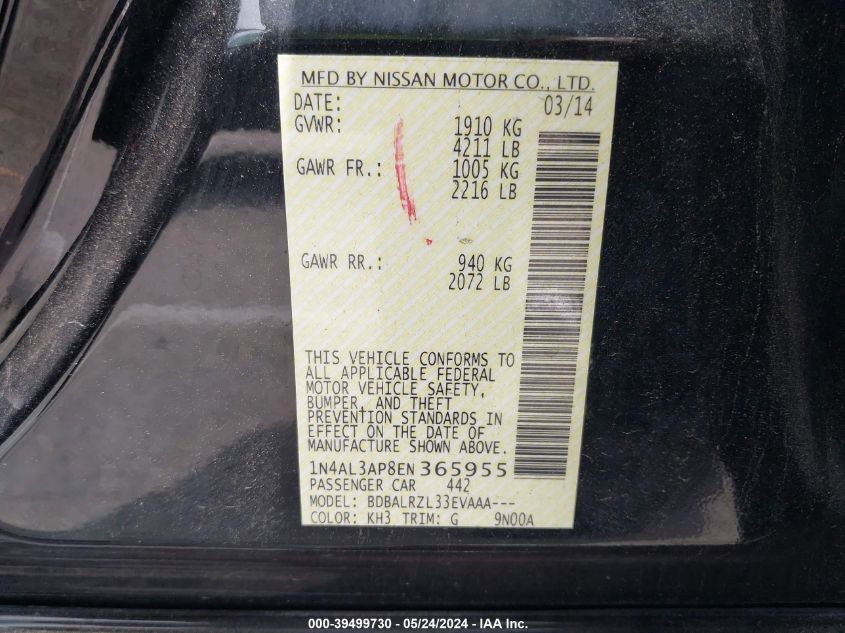 MFD BY NISSAN MOTOR CO., LTD.
DATE: 03/14
GVWR: 1910 KG
4211 LB
GAWR FR.: 1005 KG
2216 LB
GAWR RR.: 940 KG
2072 LB
THIS VEHICLE CONFORMS TO
ALL APPLICABLE FEDERAL
MOTOR VEHICLE SAFETY,
BUMPER, AND THEFT
PREVENTION STANDARDS IN
EFFECT ON THE DATE OF
MANUFACTURE SHOWN ABOVE.
1N4AL3AP8EN 365955
PASSENGER CAR 442
MODEL: BDBALRZL33EVAAA---
COLOR: KH3 TRIM: G 9N00A
000-39499730 - 05/24/2024 - IAA Inc.